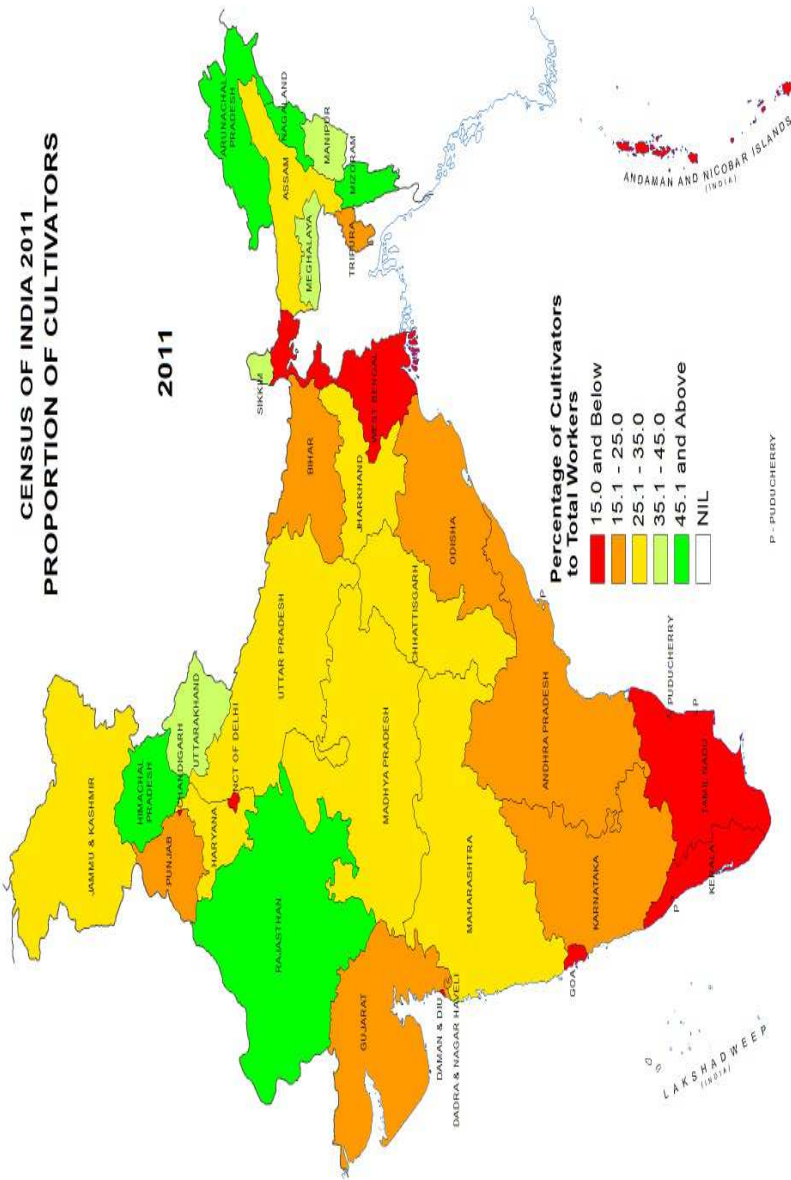 CENSUS OF INDIA 2011
PROPORTION OF CULTIVATORS
2011
JAMMU & KASHMIR
HIMACHAL
PRADESH
PUNJAB
CHANDIGARH
UTTARAKHAND
HARYANA
NCT OF DELHI
RAJASTHAN
UTTAR PRADESH
BIHAR
SIKKIM
ARUNACHAL
PRADESH
NAGALAND
ASSAM
MANIPUR
MEGHALAYA
MIZORAM
TRIPURA
WEST BENGAL
JHARKHAND
GUJARAT
MADHYA PRADESH
CHHATTISGARH
ODISHA
DAMAN & DIU
DADRA & NAGAR HAVELI
MAHARASHTRA
ANDHRA PRADESH
P
GOA
KARNATAKA
PUDUCHERRY
P
TAMIL NADU
KERALA
P
LAKSHADWEEP
(INDIA)
ANDAMAN AND NICOBAR ISLANDS
(INDIA)
Percentage of Cultivators
to Total Workers
15.0 and Below
15.1 - 25.0
25.1 - 35.0
35.1 - 45.0
45.1 and Above
NIL
P - PUDUCHERRY